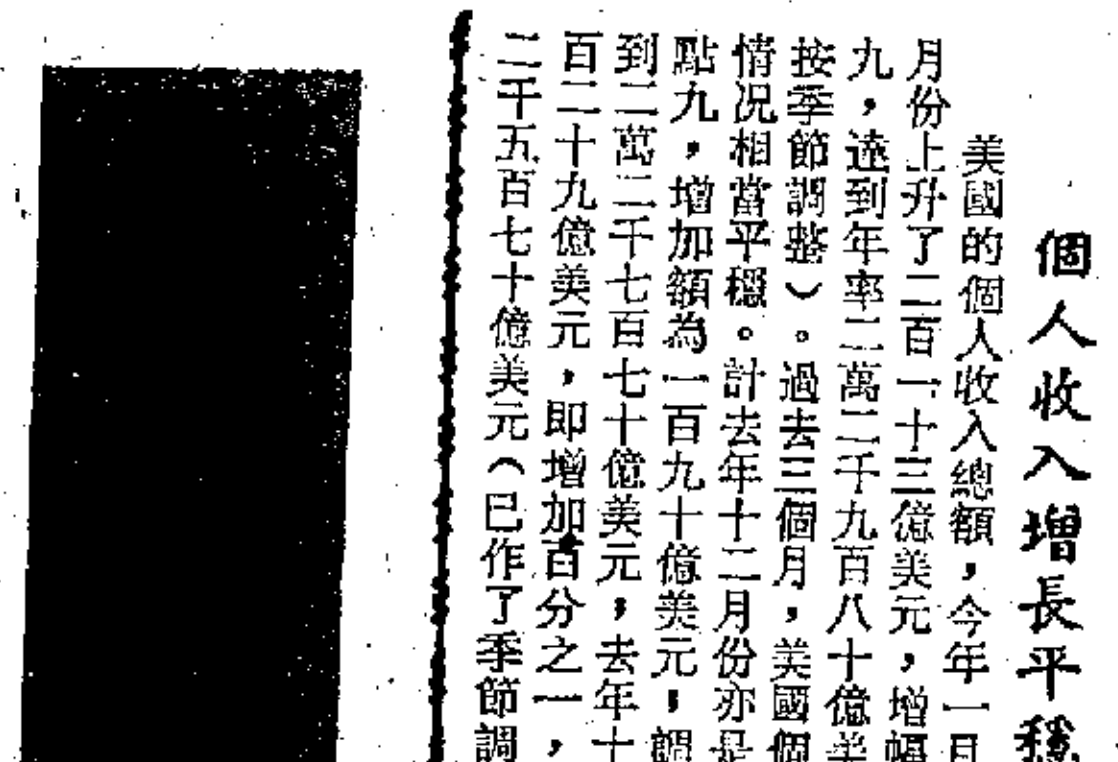 個人收入增長平穩
美國的個人收入總額，今年一月
月份上升了二百一十三億美元，增幅
九，達到年率二萬二千九百八十億美
按季節調整）。過去三個月，美國個
情況相當平穩。計去年十二月份亦是
點九，增加額為一百九十億美元，調
到二萬二千七百七十億美元，去年十
百二十九億美元，即增加百分之一，
二千五百七十億美元（已作了季節調